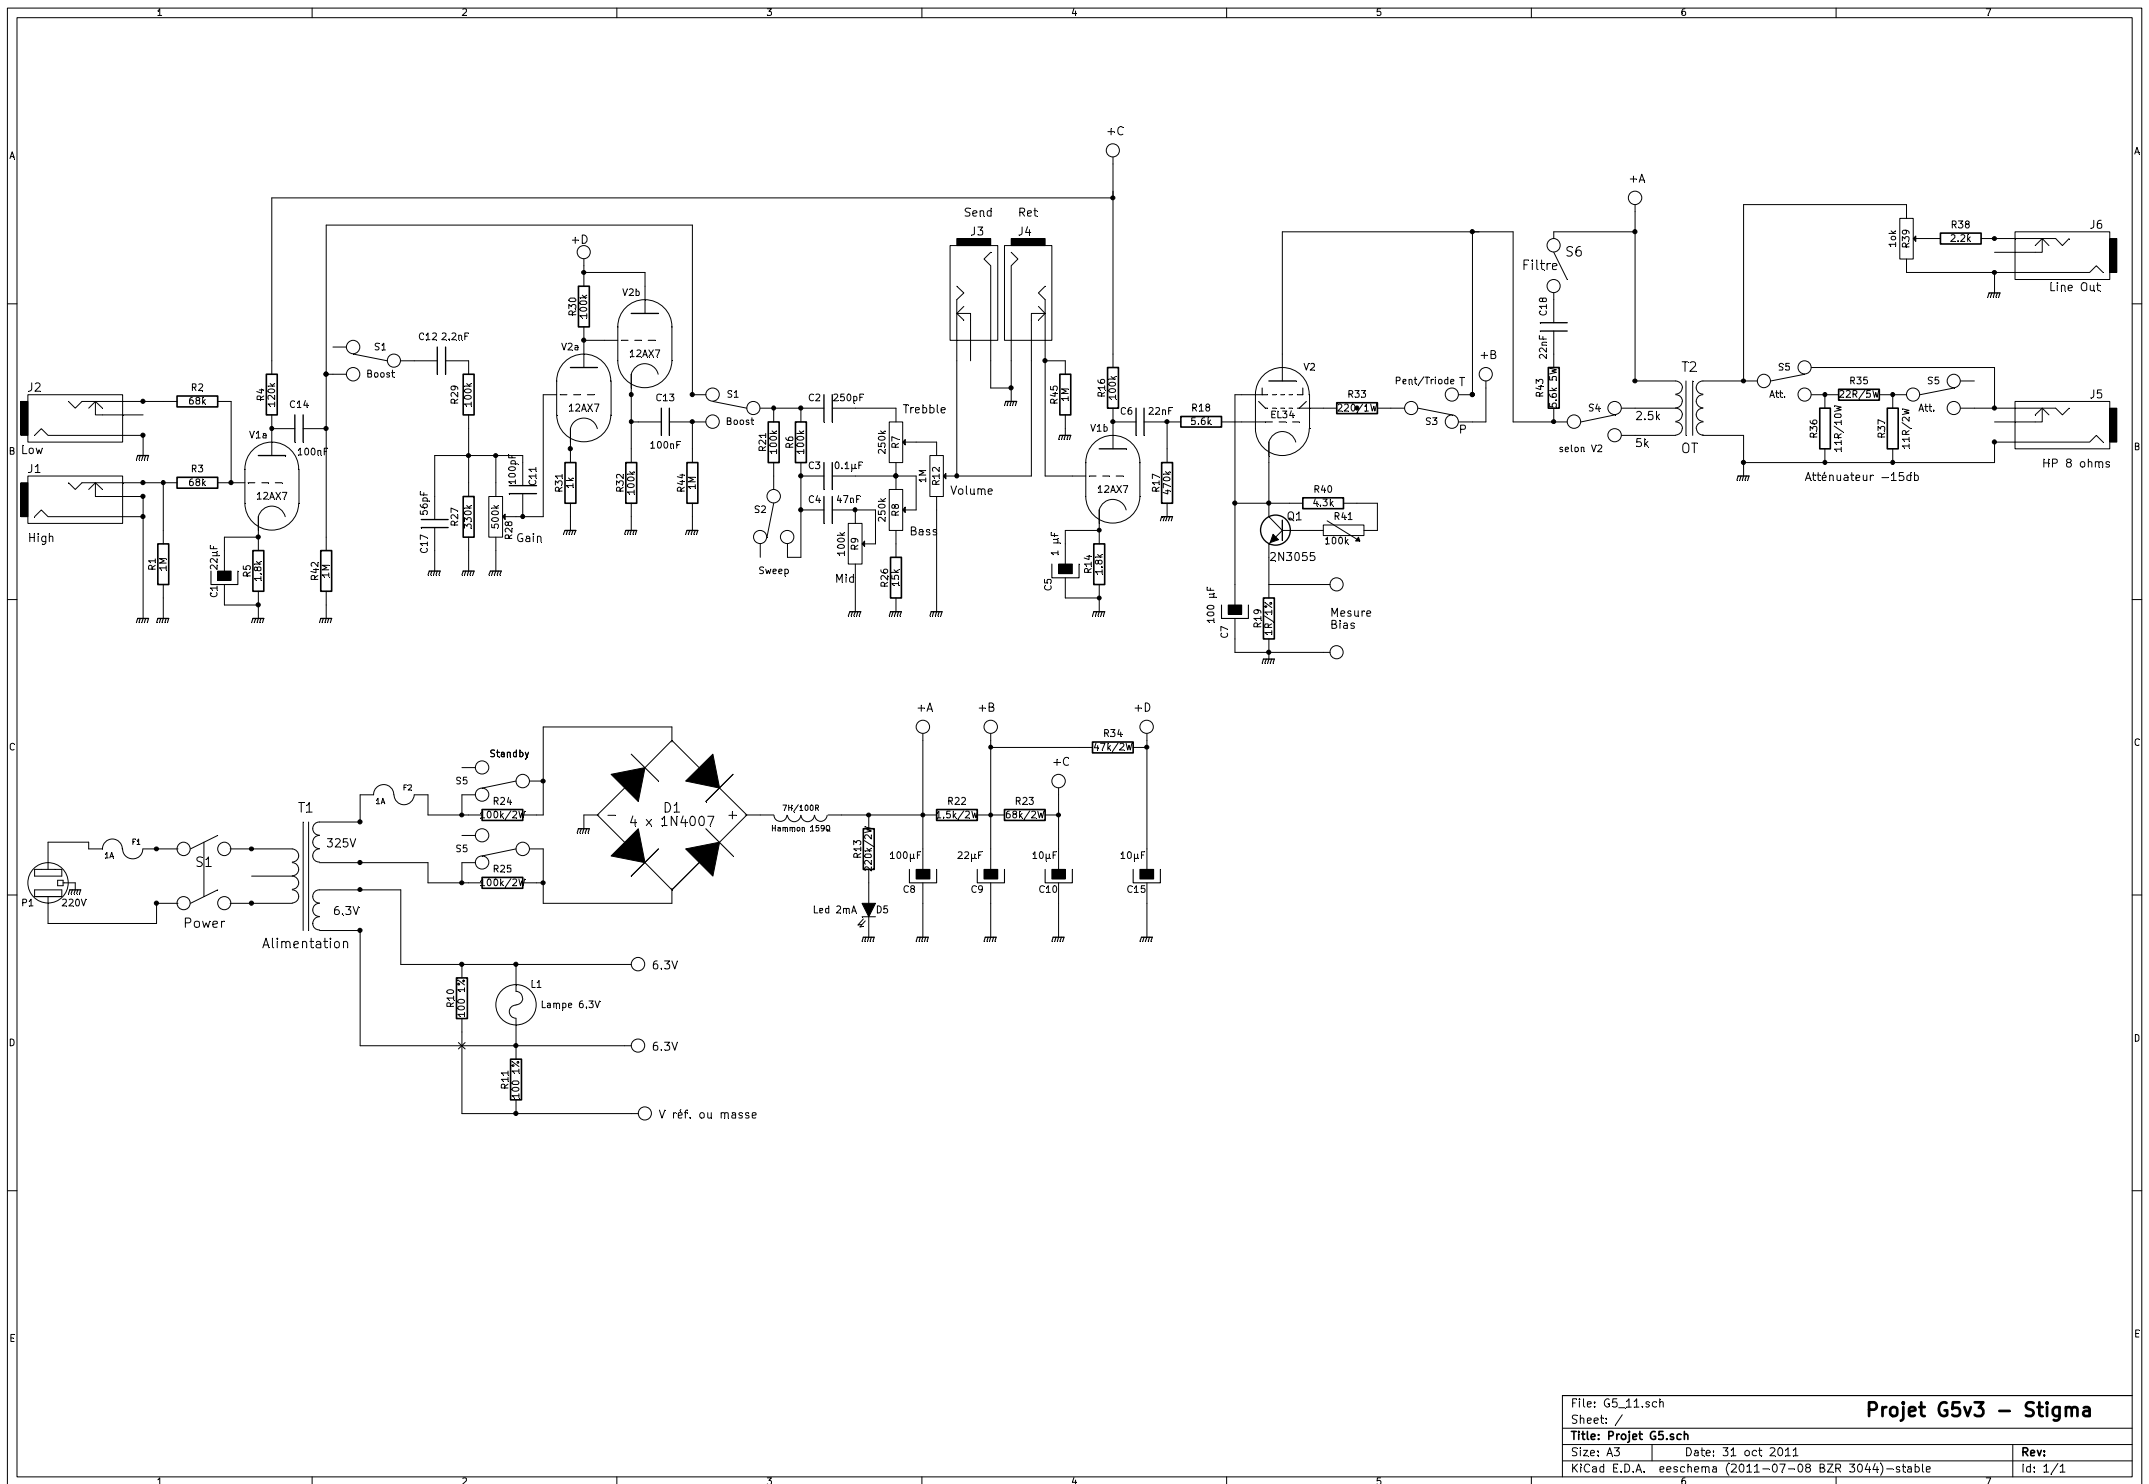 1 2 3 4 5 6 7
A
A
+C
+A
Send Ret
J3 J4
J6
R38
2.2k
10k
R39
Line Out
+D
S6
Filtre
C18
22nF
R43
5.6k 5W
V2b
R30
100k
12AX7
V2a
12AX7
C12 2.2nF
S1
Boost
R29
100k
J2
R2
68k
Low
R4
120k
C14
100nF
V1a
12AX7
J1
R3
68k
High
R1
1M
C1
22µF
R5
1.8k
R42
1M
56pF
C17
R27
330k
500k
R28
100pF
C11
Gain
R31
1k
R32
100k
C13
100nF
R44
1M
S1
Boost
R21
100k
R6
100k
C2 250pF
Trebble
250k
R7
C3 0.1µF
C4 47nF
250k
R8
Bass
1M
R12
Volume
S2
Sweep
100k
R9
Mid
R26
15k
R45
1M
R16
100k
C6 22nF
R18
5.6k
V1b
12AX7
R17
470k
1 µF
C5
R14
1.8k
V2
EL34
R33
220/1W
Pent/Triode T
+B
S3 P
R40
4.3k
Q1
R41
100k
2N3055
100 µF
C7
R19
1R/1%
Mesure
Bias
S4
2.5k
5k
selon V2
T2
OT
S5
Att.
R35
22R/5W
S5
Att.
R36
11R/10W
R37
11R/2W
Atténuateur -15db
J5
HP 8 ohms
B
B
C
C
Standby
S5
R24
100k/2W
S5
R25
100k/2W
F2
1A
T1
325V
6,3V
Alimentation
F1
1A
S1
Power
P1 220V
D1
4 x 1N4007
- +
7H/100R
Hammon 159Q
R13
220k/2W
Led 2mA D5
+A
+B
+D
R34
47k/2W
+C
R22
1,5k/2W
R23
68k/2W
100µF
C8
22µF
C9
10µF
C10
10µF
C15
6,3V
R10
100 1%
L1
Lampe 6,3V
6,3V
R11
100 1%
V réf. ou masse
D
D
E
E
File: G5_11.sch
Sheet: /
Projet G5v3 - Stigma
Title: Projet G5.sch
Size: A3 Date: 31 oct 2011 Rev:
KiCad E.D.A. eeschema (2011-07-08 BZR 3044)-stable Id: 1/1
1 2 3 4 5 6 7